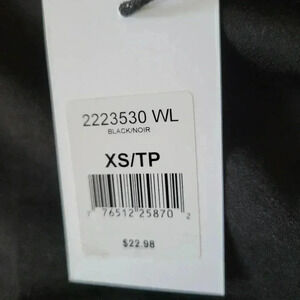 2223530 WL
BLACK/NOIR
XS/TP
7 76512 25870 2
$22.98